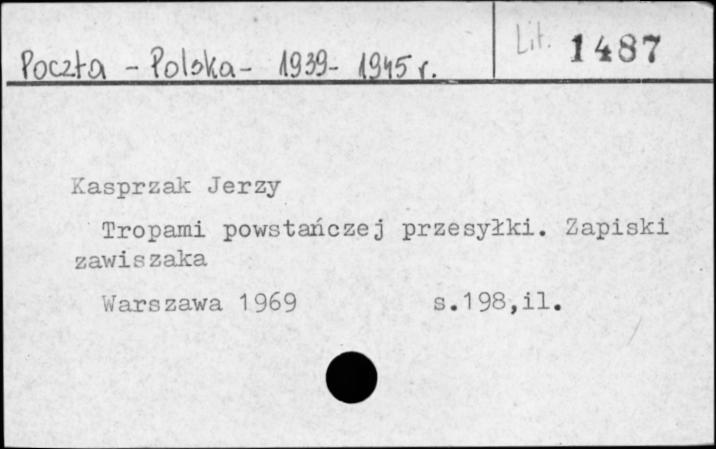 Poczta - Polska - 1939 - 1945 r.
Lit. 1487
Kasprzak Jerzy
Tropami powstańczej przesyłki. Zapiski
zawiszaka
Warszawa 1969 s.198,il.